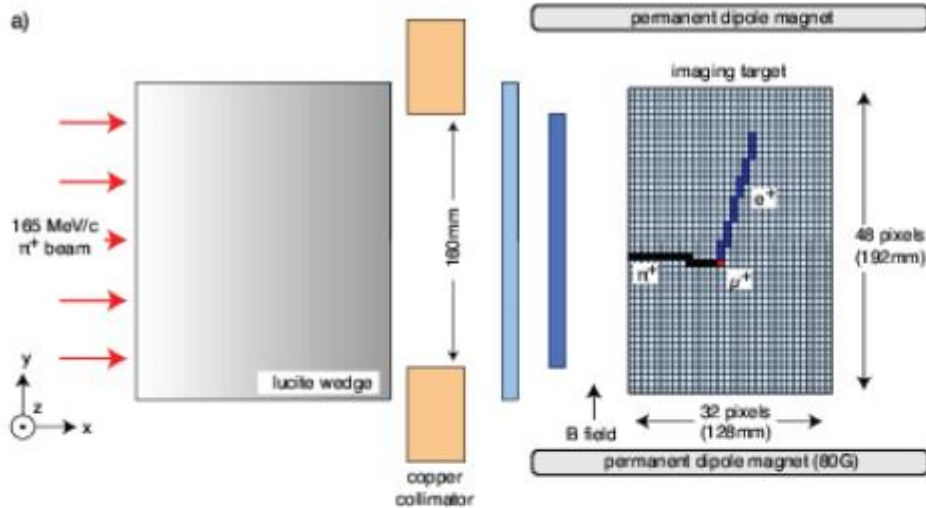 a)
permanent dipole magnet
imaging target
165 MeV/c
π⁺ beam
160mm
e⁺
π⁺
μ⁺
48 pixels
(192mm)
lucite wedge
y
z
x
copper
collimator
B field
32 pixels
(128mm)
permanent dipole magnet (80G)